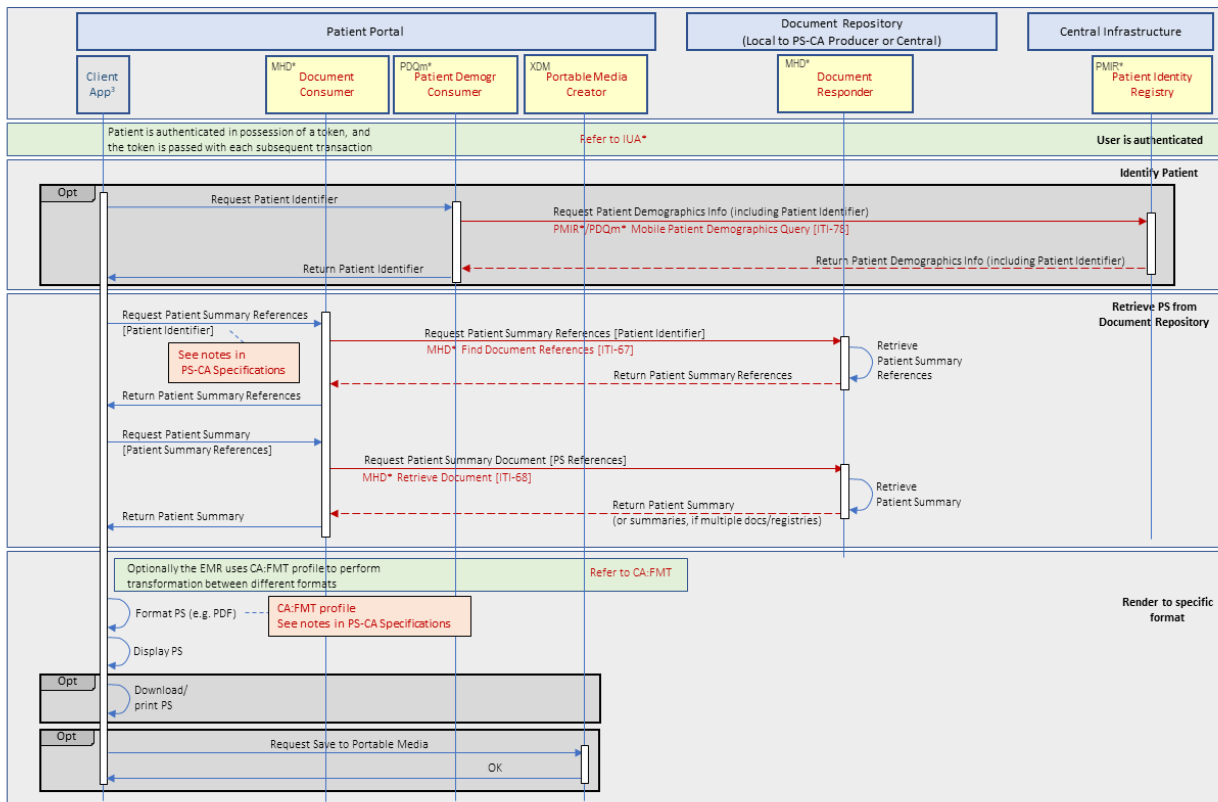 Patient Portal
Document Repository
(Local to PS-CA Producer or Central)
Central Infrastructure
Client
App³
MHD*
Document
Consumer
PDQm*
Patient Demogr
Consumer
XDM
Portable Media
Creator
MHD*
Document
Responder
PMIR*
Patient Identity
Registry
Patient is authenticated in possession of a token, and
the token is passed with each subsequent transaction
Refer to IUA*
User is authenticated
Identify Patient
Opt
Request Patient Identifier
Request Patient Demographics Info (including Patient Identifier)
PMIR*/PDQm* Mobile Patient Demographics Query [ITI-78]
Return Patient Demographics Info (including Patient Identifier)
Return Patient Identifier
Retrieve PS from
Document Repository
Request Patient Summary References
[Patient Identifier]
See notes in
PS-CA Specifications
Request Patient Summary References [Patient Identifier]
MHD* Find Document References [ITI-67]
Retrieve
Patient Summary
References
Return Patient Summary References
Return Patient Summary References
Request Patient Summary
[Patient Summary References]
Request Patient Summary Document [PS References]
MHD* Retrieve Document [ITI-68]
Retrieve
Patient Summary
Return Patient Summary
(or summaries, if multiple docs/registries)
Return Patient Summary
Optionally the EMR uses CA:FMT profile to perform
transformation between different formats
Refer to CA:FMT
Render to specific
format
Format PS (e.g. PDF)
CA:FMT profile
See notes in PS-CA Specifications
Display PS
Opt
Download/
print PS
Opt
Request Save to Portable Media
OK